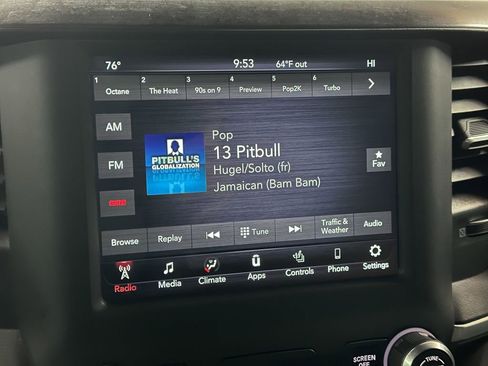 76° 9:53 64°F out HI
1 Octane 2 The Heat 3 90s on 9 4 Preview 5 Pop2K 6 Turbo
AM
FM
Pop
13 Pitbull
Hugel/Solto (fr)
Jamaican (Bam Bam)
PITBULL'S
GLOBALIZATION
Fav
Browse Replay Tune Traffic & Weather Audio
Radio Media Climate Apps Controls Phone Settings
SCREEN OFF
TUNE